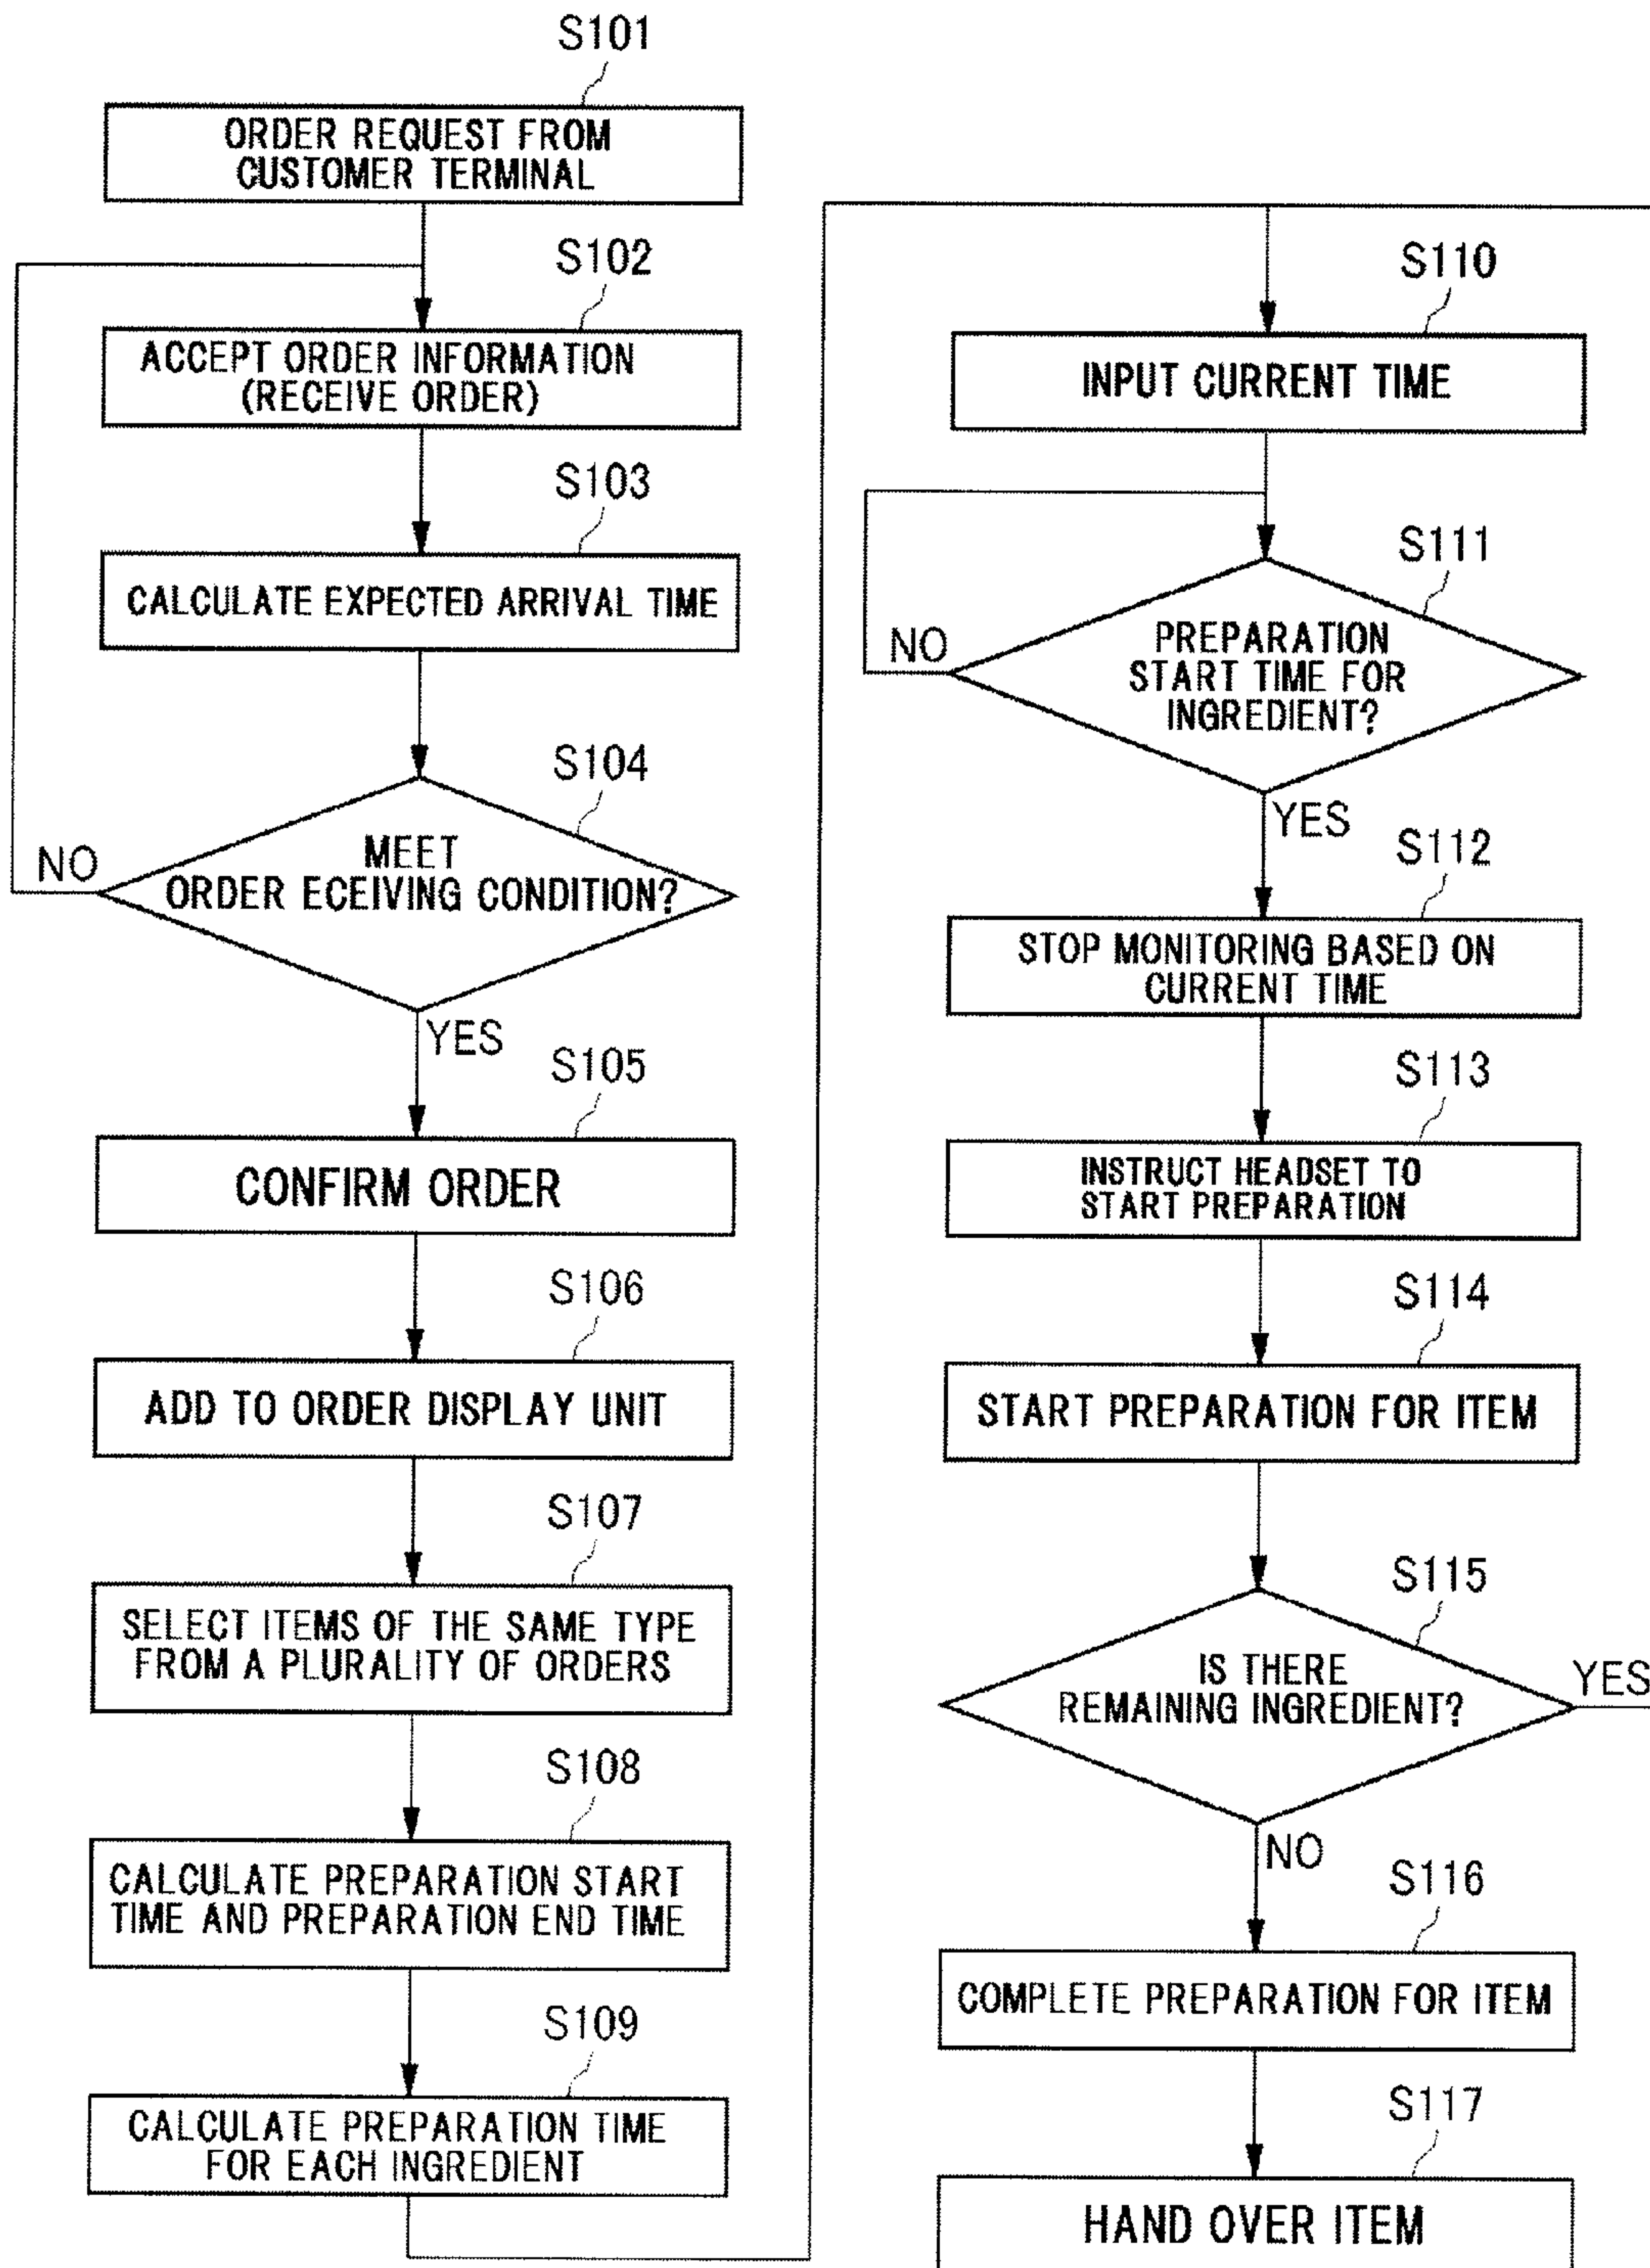 S101
ORDER REQUEST FROM
CUSTOMER TERMINAL
S102
ACCEPT ORDER INFORMATION
(RECEIVE ORDER)
S103
CALCULATE EXPECTED ARRIVAL TIME
S104
MEET
ORDER ECEIVING CONDITION?
NO
YES
S105
CONFIRM ORDER
S106
ADD TO ORDER DISPLAY UNIT
S107
SELECT ITEMS OF THE SAME TYPE
FROM A PLURALITY OF ORDERS
S108
CALCULATE PREPARATION START
TIME AND PREPARATION END TIME
S109
CALCULATE PREPARATION TIME
FOR EACH INGREDIENT
S110
INPUT CURRENT TIME
S111
PREPARATION
START TIME FOR
INGREDIENT?
NO
YES
S112
STOP MONITORING BASED ON
CURRENT TIME
S113
INSTRUCT HEADSET TO
START PREPARATION
S114
START PREPARATION FOR ITEM
S115
IS THERE
REMAINING INGREDIENT?
YES
NO
S116
COMPLETE PREPARATION FOR ITEM
S117
HAND OVER ITEM